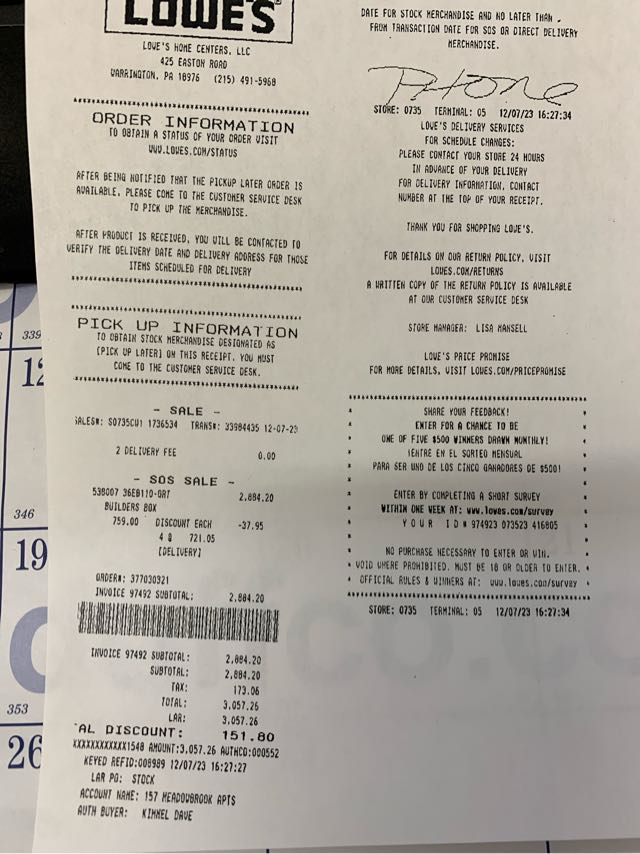 LOWE'S
LOWE'S HOME CENTERS, LLC
425 EASTON ROAD
WARRINGTON, PA 18976 (215) 491-5968
ORDER INFORMATION
TO OBTAIN A STATUS OF YOUR ORDER VISIT
WWW.LOWES.COM/STATUS
AFTER BEING NOTIFIED THAT THE PICKUP LATER ORDER IS
AVAILABLE, PLEASE COME TO THE CUSTOMER SERVICE DESK
TO PICK UP THE MERCHANDISE.
AFTER PRODUCT IS RECEIVED, YOU WILL BE CONTACTED TO
VERIFY THE DELIVERY DATE AND DELIVERY ADDRESS FOR THOSE
ITEMS SCHEDULED FOR DELIVERY
PICK UP INFORMATION
TO OBTAIN STOCK MERCHANDISE DESIGNATED AS
[PICK UP LATER] ON THIS RECEIPT, YOU MUST
COME TO THE CUSTOMER SERVICE DESK.
- SALE -
SALES#: S0735CU1 1736534 TRANS#: 33984435 12-07-23
2 DELIVERY FEE 0.00
- SOS SALE -
538007 36EB110-GRT 2,884.20
BUILDERS BOX
759.00 DISCOUNT EACH -37.95
4 @ 721.05
[DELIVERY]
ORDER#: 377030321
INVOICE 97492 SUBTOTAL: 2,884.20
INVOICE 97492 SUBTOTAL: 2,884.20
SUBTOTAL: 2,884.20
TAX: 173.06
TOTAL: 3,057.26
LAR: 3,057.26
AL DISCOUNT: 151.80
XXXXXXXXXXXX1548 AMOUNT:3,057.26 AUTHCD:000552
KEYED REFID:008989 12/07/23 16:27:27
LAR PO: STOCK
ACCOUNT NAME: 157 MEADOWBROOK APTS
AUTH BUYER: KIMMEL DAVE
DATE FOR STOCK MERCHANDISE AND NO LATER THAN
FROM TRANSACTION DATE FOR SOS OR DIRECT DELIVERY
MERCHANDISE.
Phone
STORE: 0735 TERMINAL: 05 12/07/23 16:27:34
LOWE'S DELIVERY SERVICES
FOR SCHEDULE CHANGES:
PLEASE CONTACT YOUR STORE 24 HOURS
IN ADVANCE OF YOUR DELIVERY
FOR DELIVERY INFORMATION, CONTACT
NUMBER AT THE TOP OF YOUR RECEIPT.
THANK YOU FOR SHOPPING LOWE'S.
FOR DETAILS ON OUR RETURN POLICY, VISIT
LOWES.COM/RETURNS
A WRITTEN COPY OF THE RETURN POLICY IS AVAILABLE
AT OUR CUSTOMER SERVICE DESK
STORE MANAGER: LISA MANSELL
LOWE'S PRICE PROMISE
FOR MORE DETAILS, VISIT LOWES.COM/PRICEPROMISE
SHARE YOUR FEEDBACK!
ENTER FOR A CHANCE TO BE
ONE OF FIVE $500 WINNERS DRAWN MONTHLY!
¡ENTRE EN EL SORTEO MENSUAL
PARA SER UNO DE LOS CINCO GANADORES DE $500!
ENTER BY COMPLETING A SHORT SURVEY
WITHIN ONE WEEK AT: www.lowes.com/survey
YOUR ID# 974923 073523 416805
NO PURCHASE NECESSARY TO ENTER OR WIN.
VOID WHERE PROHIBITED. MUST BE 18 OR OLDER TO ENTER.
OFFICIAL RULES & WINNERS AT: www.lowes.com/survey
STORE: 0735 TERMINAL: 05 12/07/23 16:27:34
339
12
346
19
353
26